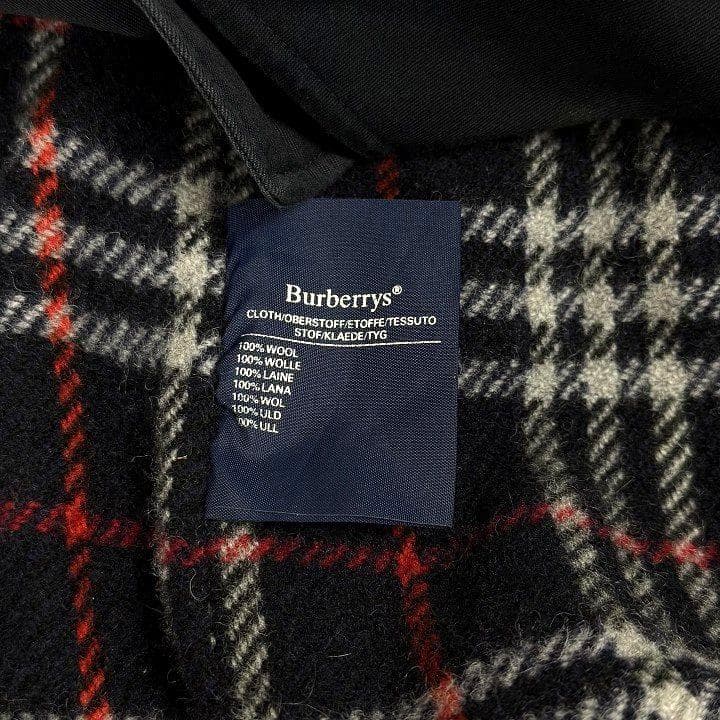 Burberrys®
CLOTH/OBERSTOFF/ETOFFE/TESSUTO
STOF/KLAEDE/TYG
100% WOOL
100% WOLLE
100% LAINE
100% LANA
100% WOL
100% ULD
00% ULL